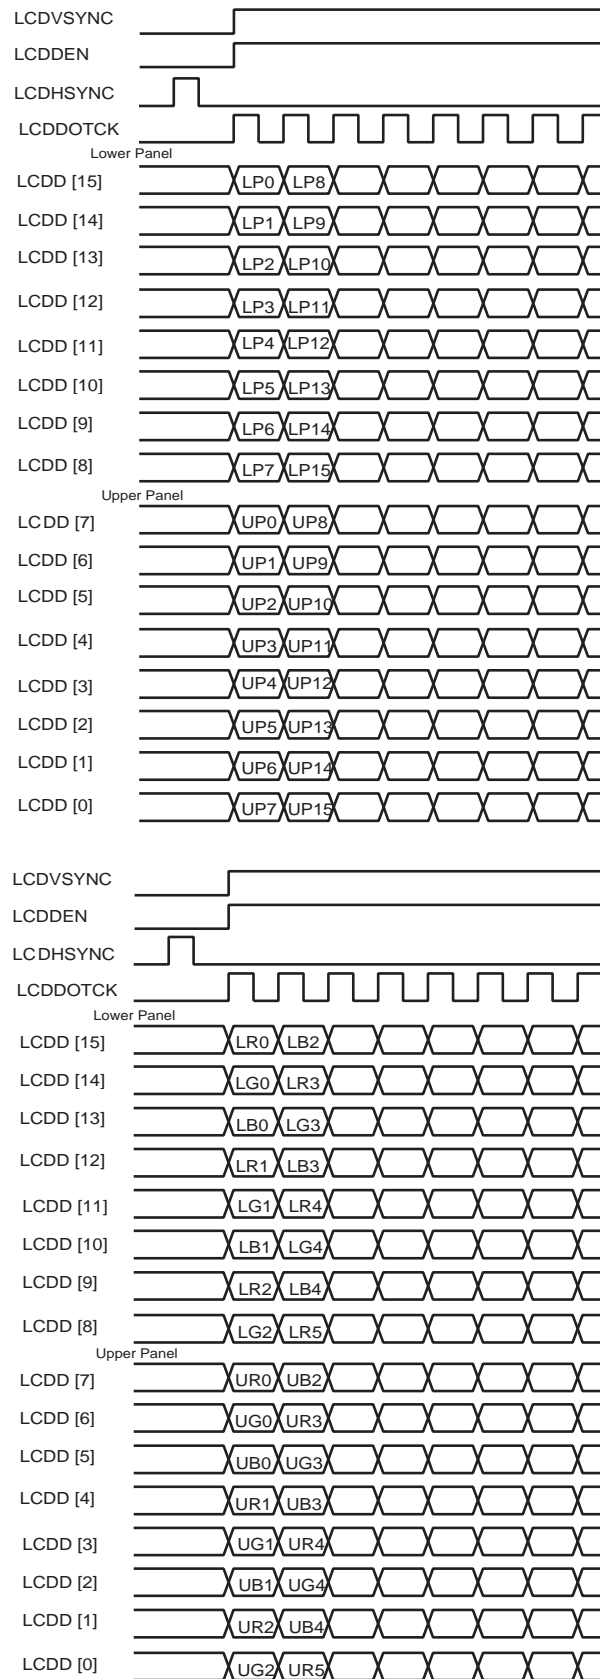 LCDVSYNC
LCDDEN
LCDHSYNC
LCDDOTCK
Lower Panel
LCDD [15] LP0 LP8
LCDD [14] LP1 LP9
LCDD [13] LP2 LP10
LCDD [12] LP3 LP11
LCDD [11] LP4 LP12
LCDD [10] LP5 LP13
LCDD [9] LP6 LP14
LCDD [8] LP7 LP15
Upper Panel
LCDD [7] UP0 UP8
LCDD [6] UP1 UP9
LCDD [5] UP2 UP10
LCDD [4] UP3 UP11
LCDD [3] UP4 UP12
LCDD [2] UP5 UP13
LCDD [1] UP6 UP14
LCDD [0] UP7 UP15
LCDVSYNC
LCDDEN
LCDHSYNC
LCDDOTCK
Lower Panel
LCDD [15] LR0 LB2
LCDD [14] LG0 LR3
LCDD [13] LB0 LG3
LCDD [12] LR1 LB3
LCDD [11] LG1 LR4
LCDD [10] LB1 LG4
LCDD [9] LR2 LB4
LCDD [8] LG2 LR5
Upper Panel
LCDD [7] UR0 UB2
LCDD [6] UG0 UR3
LCDD [5] UB0 UG3
LCDD [4] UR1 UB3
LCDD [3] UG1 UR4
LCDD [2] UB1 UG4
LCDD [1] UR2 UB4
LCDD [0] UG2 UR5